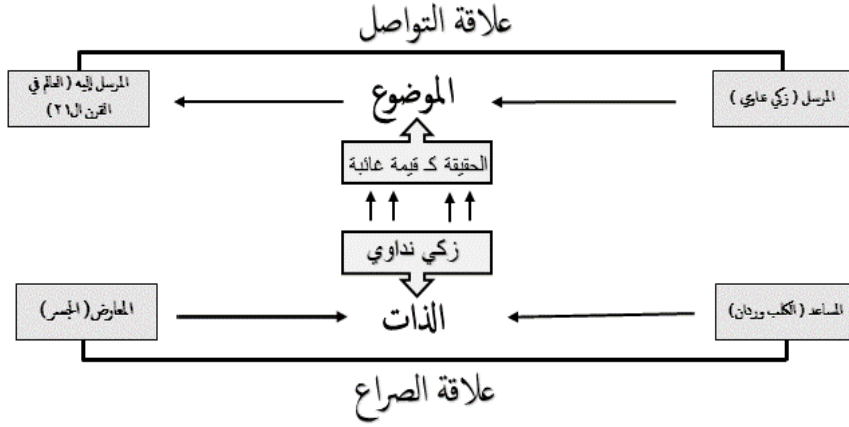 علاقة التواصل
المرسل ( زكي نداوي )
الموضوع
المرسل إليه ( العالم في
القرن ال٢١)
الحقيقة كـ قيمة غائبة
زكي نداوي
المساعد ( الكلب وردان)
الذات
المعارض( الجسر)
علاقة الصراع